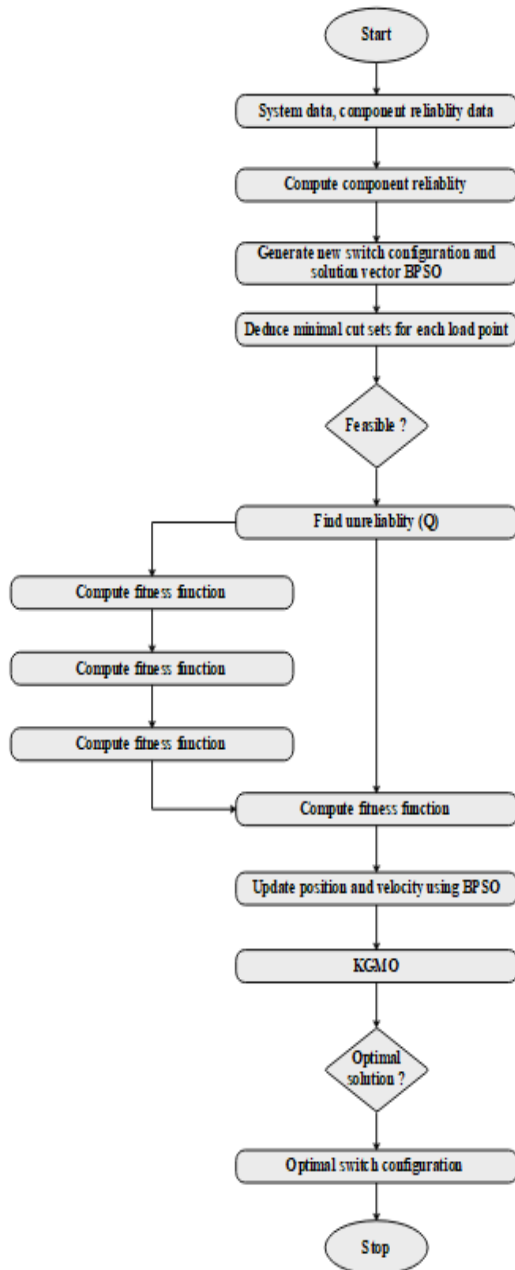 Start
System data, component reliablity data
Compute component reliablity
Generate new switch configuration and
solution vector BPSO
Deduce minimal cut sets for each load point
Feasible ?
Find unreliablity (Q)
Compute fitness function
Compute fitness function
Compute fitness function
Compute fitness function
Update position and velocity using BPSO
KGMO
Optimal
solution ?
Optimal switch configuration
Stop